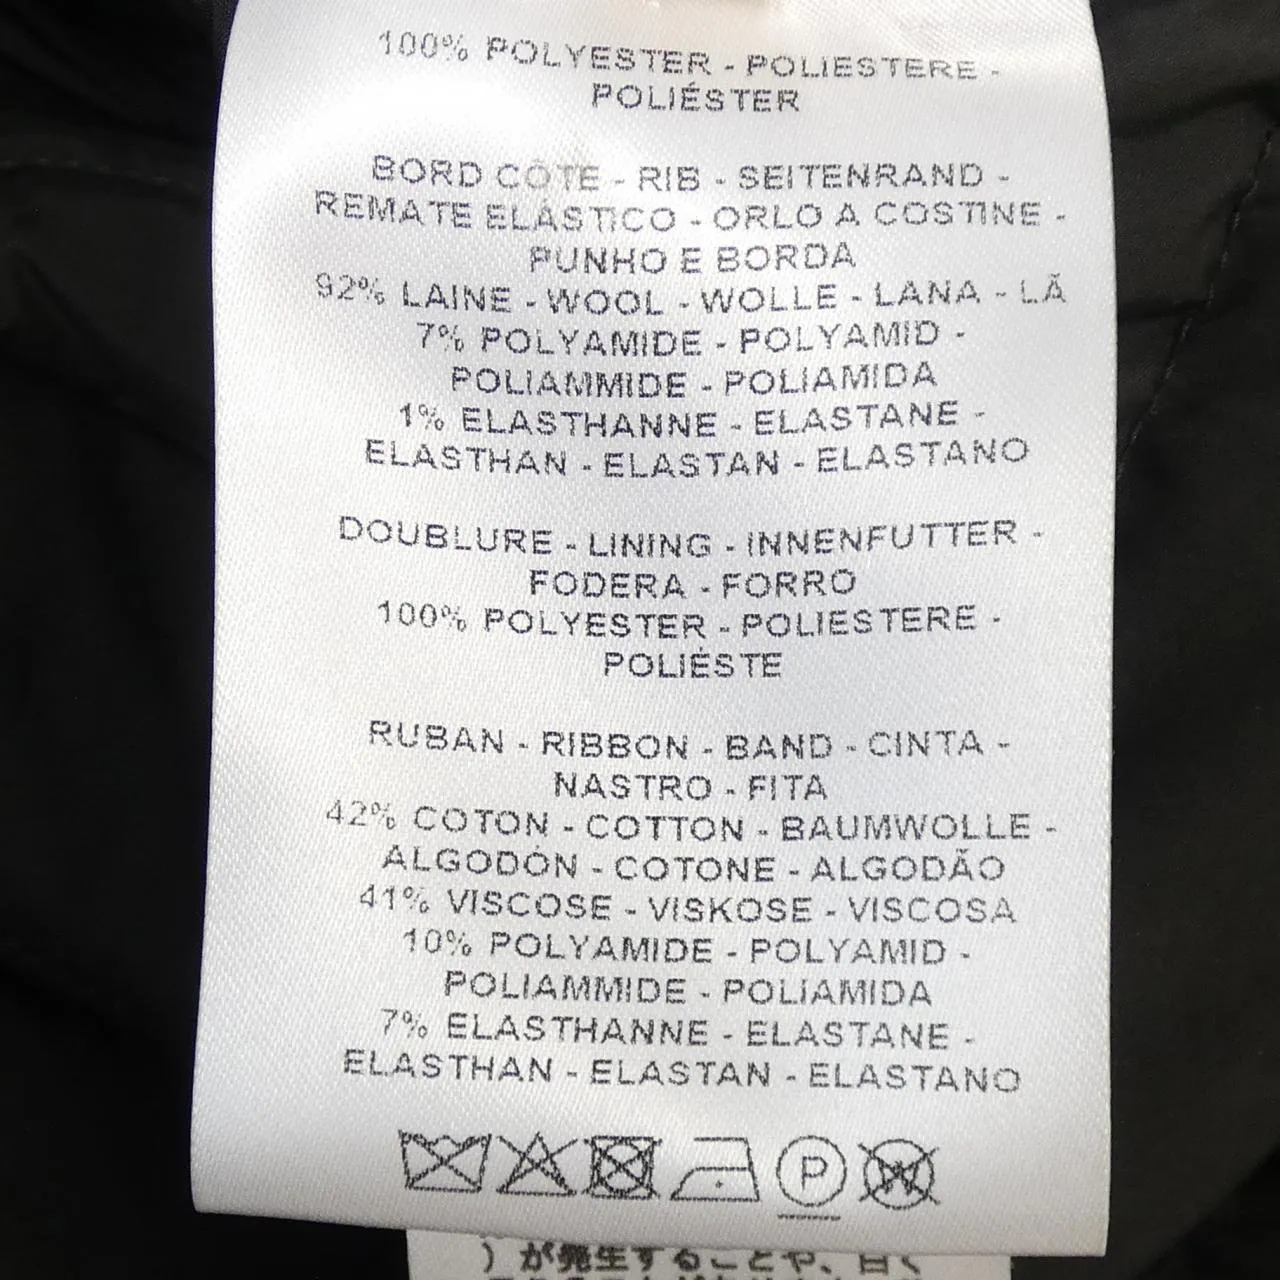 100% POLYESTER - POLIESTERE -
POLIÉSTER
BORD CÔTE - RIB - SEITENRAND -
REMATE ELÁSTICO - ORLO A COSTINE -
PUNHO E BORDA
92% LAINE - WOOL - WOLLE - LANA - LÃ
7% POLYAMIDE - POLYAMID -
POLIAMMIDE - POLIAMIDA
1% ELASTHANNE - ELASTANE -
ELASTHAN - ELASTAN - ELASTANO
DOUBLURE - LINING - INNENFUTTER -
FODERA - FORRO
100% POLYESTER - POLIESTERE -
POLIÉSTE
RUBAN - RIBBON - BAND - CINTA -
NASTRO - FITA
42% COTON - COTTON - BAUMWOLLE -
ALGODÓN - COTONE - ALGODÃO
41% VISCOSE - VISKOSE - VISCOSA
10% POLYAMIDE - POLYAMID -
POLIAMMIDE - POLIAMIDA
7% ELASTHANNE - ELASTANE -
ELASTHAN - ELASTAN - ELASTANO
P W
）が発生することや、白く